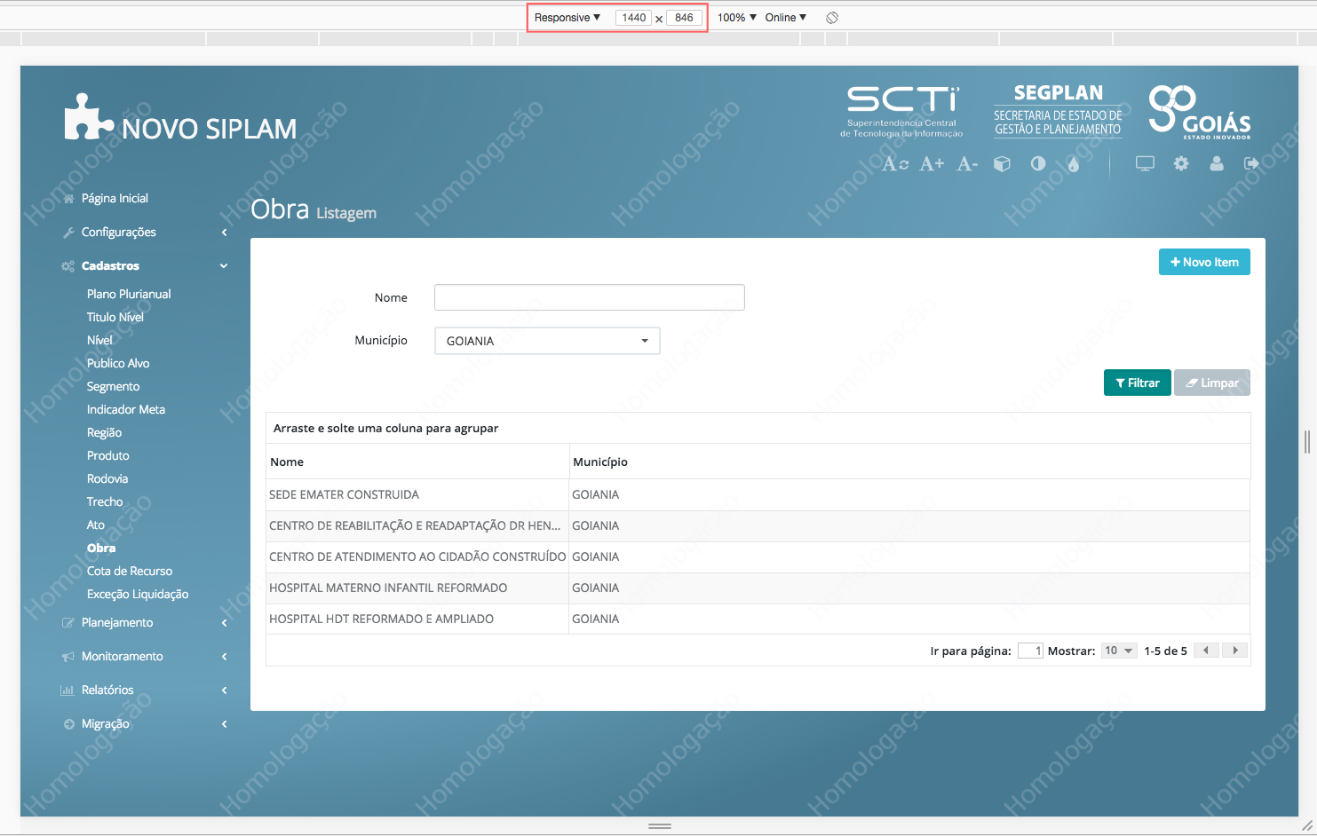 Responsive ▼ 1440 x 846 100% ▼ Online ▼
NOVO SIPLAM
SCTi
Superintendência Central
de Tecnologia da Informação
SEGPLAN
SECRETARIA DE ESTADO DE
GESTÃO E PLANEJAMENTO
GOIÁS
ESTADO INOVADOR
A A+ A-
Página Inicial
Configurações
Cadastros
Plano Plurianual
Titulo Nível
Nível
Publico Alvo
Segmento
Indicador Meta
Região
Produto
Rodovia
Trecho
Ato
Obra
Cota de Recurso
Exceção Liquidação
Planejamento
Monitoramento
Relatórios
Migração
Obra Listagem
+ Novo Item
Nome
Município GOIANIA
Filtrar Limpar
Arraste e solte uma coluna para agrupar
Nome Município
SEDE EMATER CONSTRUIDA GOIANIA
CENTRO DE REABILITAÇÃO E READAPTAÇÃO DR HEN... GOIANIA
CENTRO DE ATENDIMENTO AO CIDADÃO CONSTRUÍDO GOIANIA
HOSPITAL MATERNO INFANTIL REFORMADO GOIANIA
HOSPITAL HDT REFORMADO E AMPLIADO GOIANIA
Ir para página: 1 Mostrar: 10 1-5 de 5
Homologação